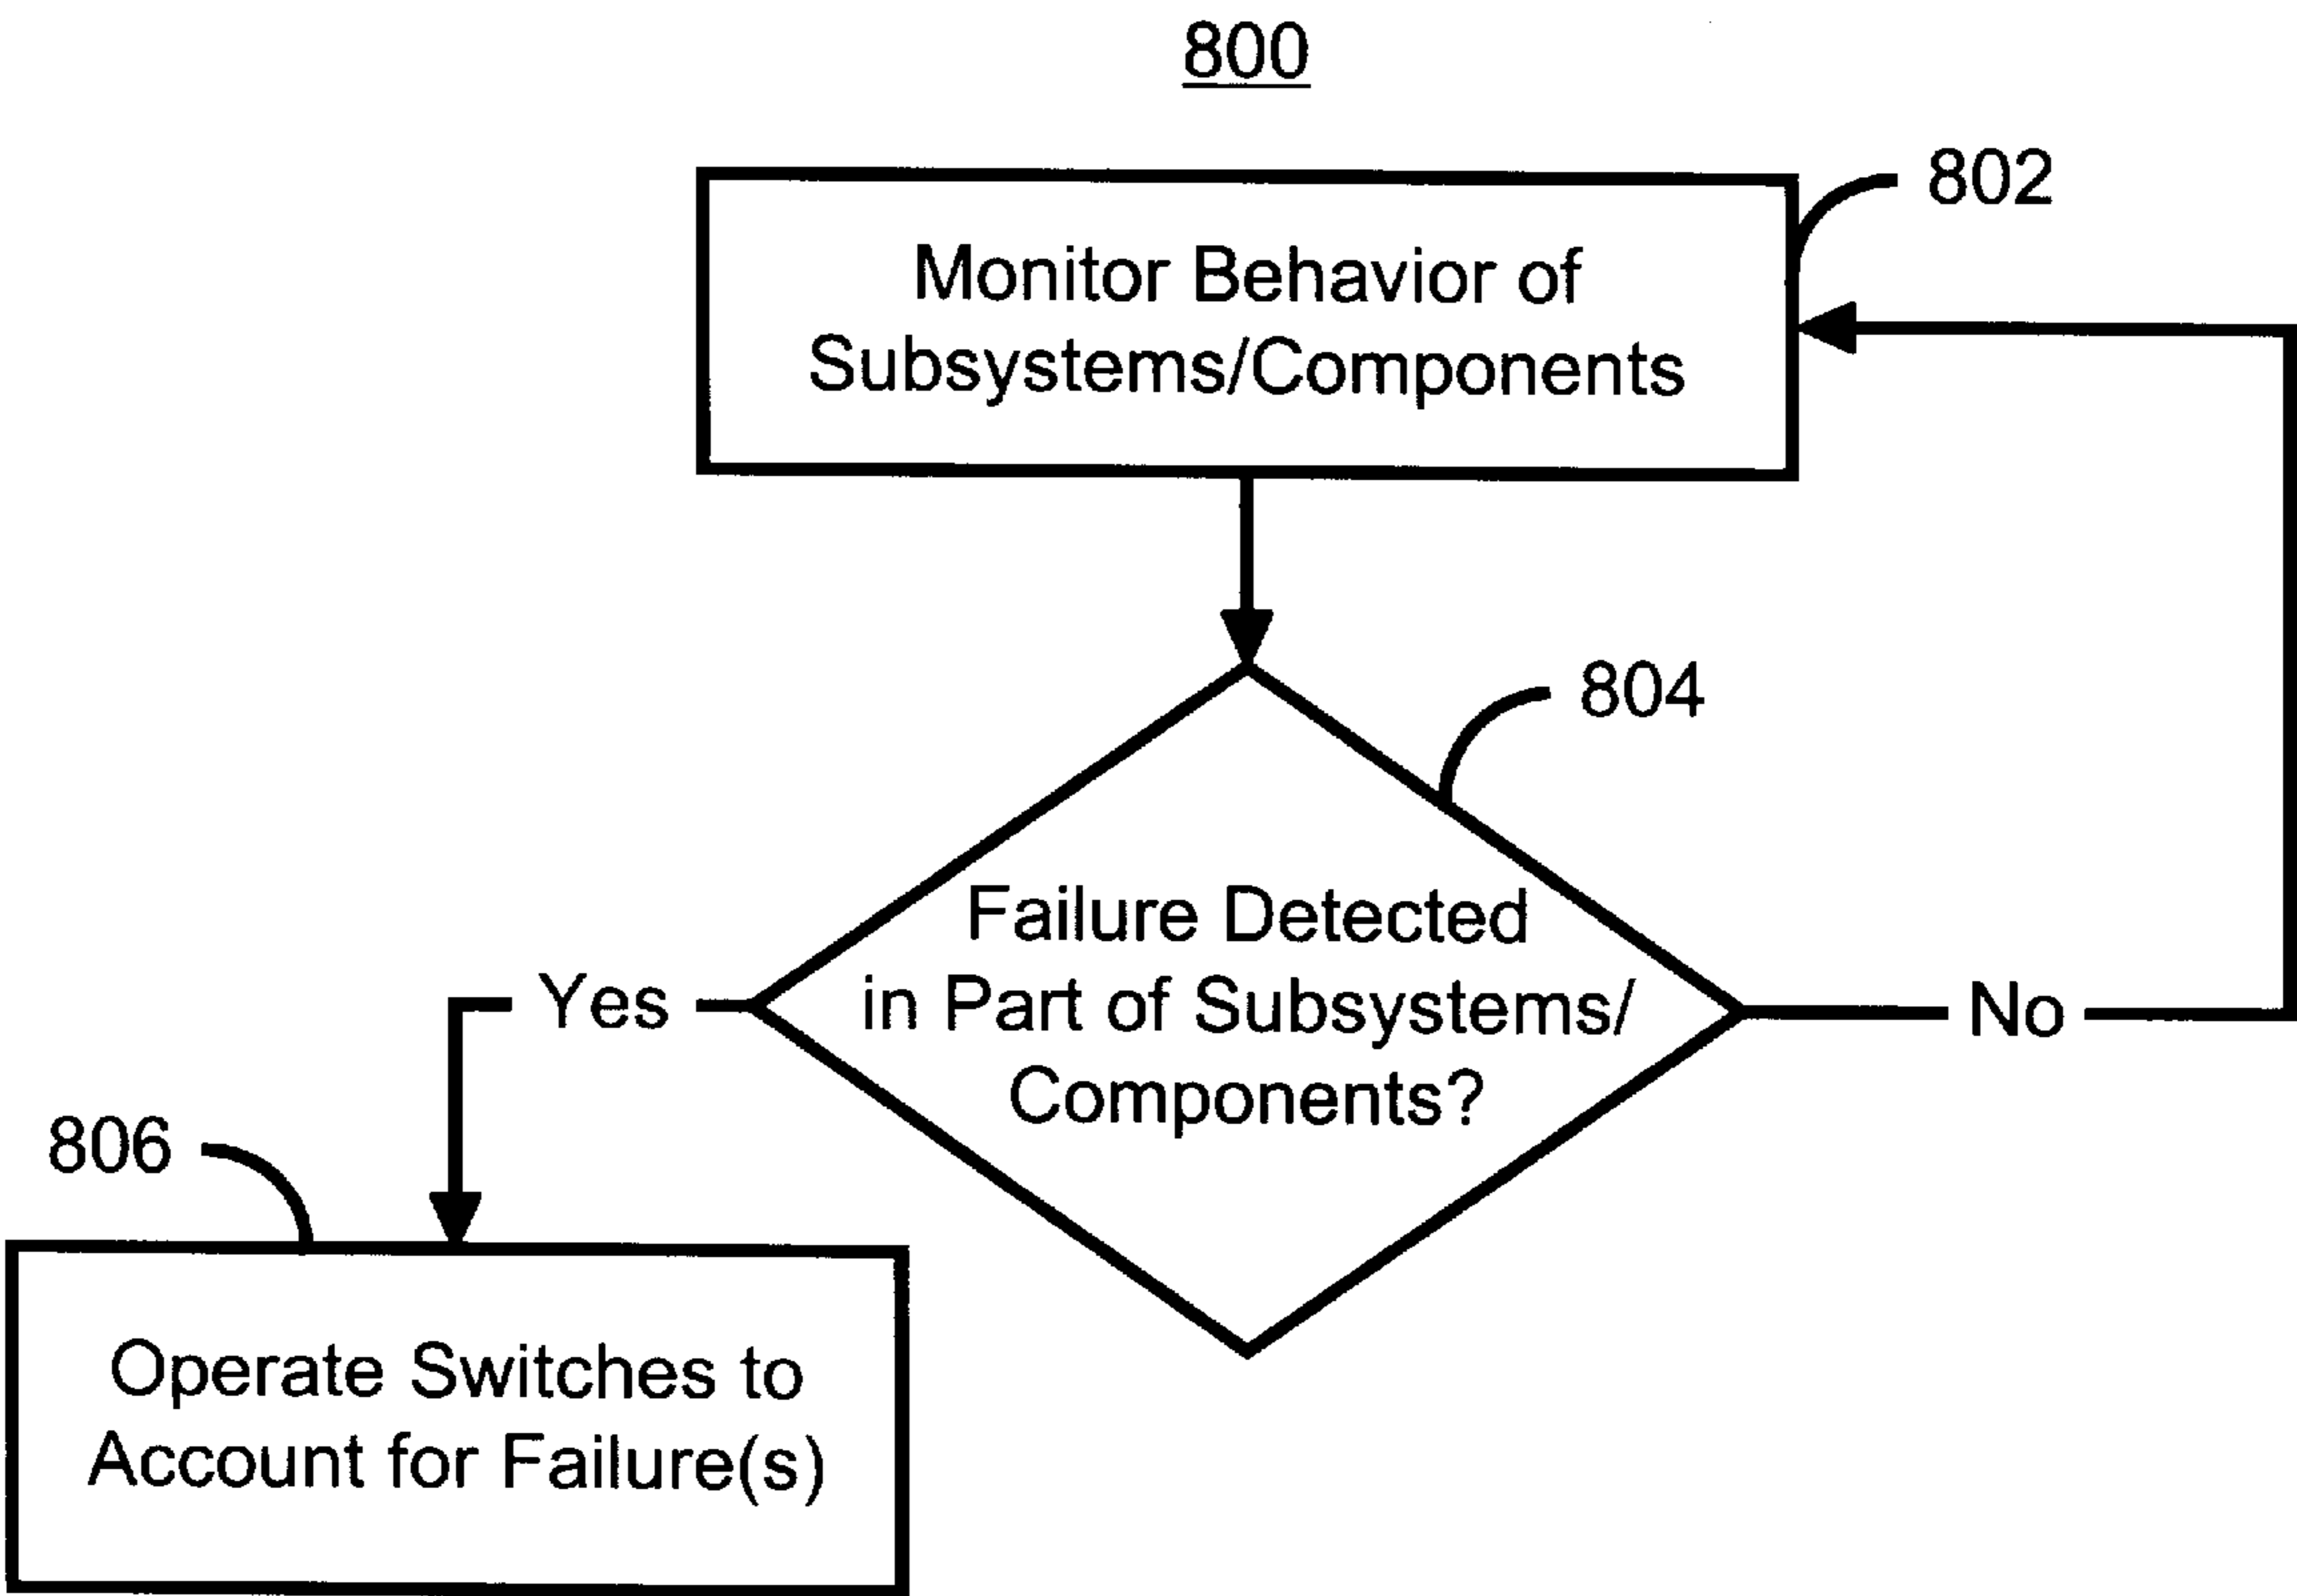 800
802
Monitor Behavior of
Subsystems/Components
804
Failure Detected
in Part of Subsystems/
Components?
Yes
No
806
Operate Switches to
Account for Failure(s)